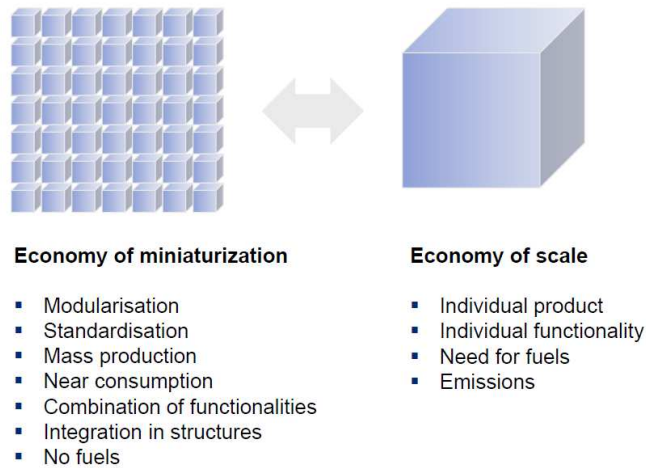 Economy of miniaturization
▪ Modularisation
▪ Standardisation
▪ Mass production
▪ Near consumption
▪ Combination of functionalities
▪ Integration in structures
▪ No fuels
Economy of scale
▪ Individual product
▪ Individual functionality
▪ Need for fuels
▪ Emissions